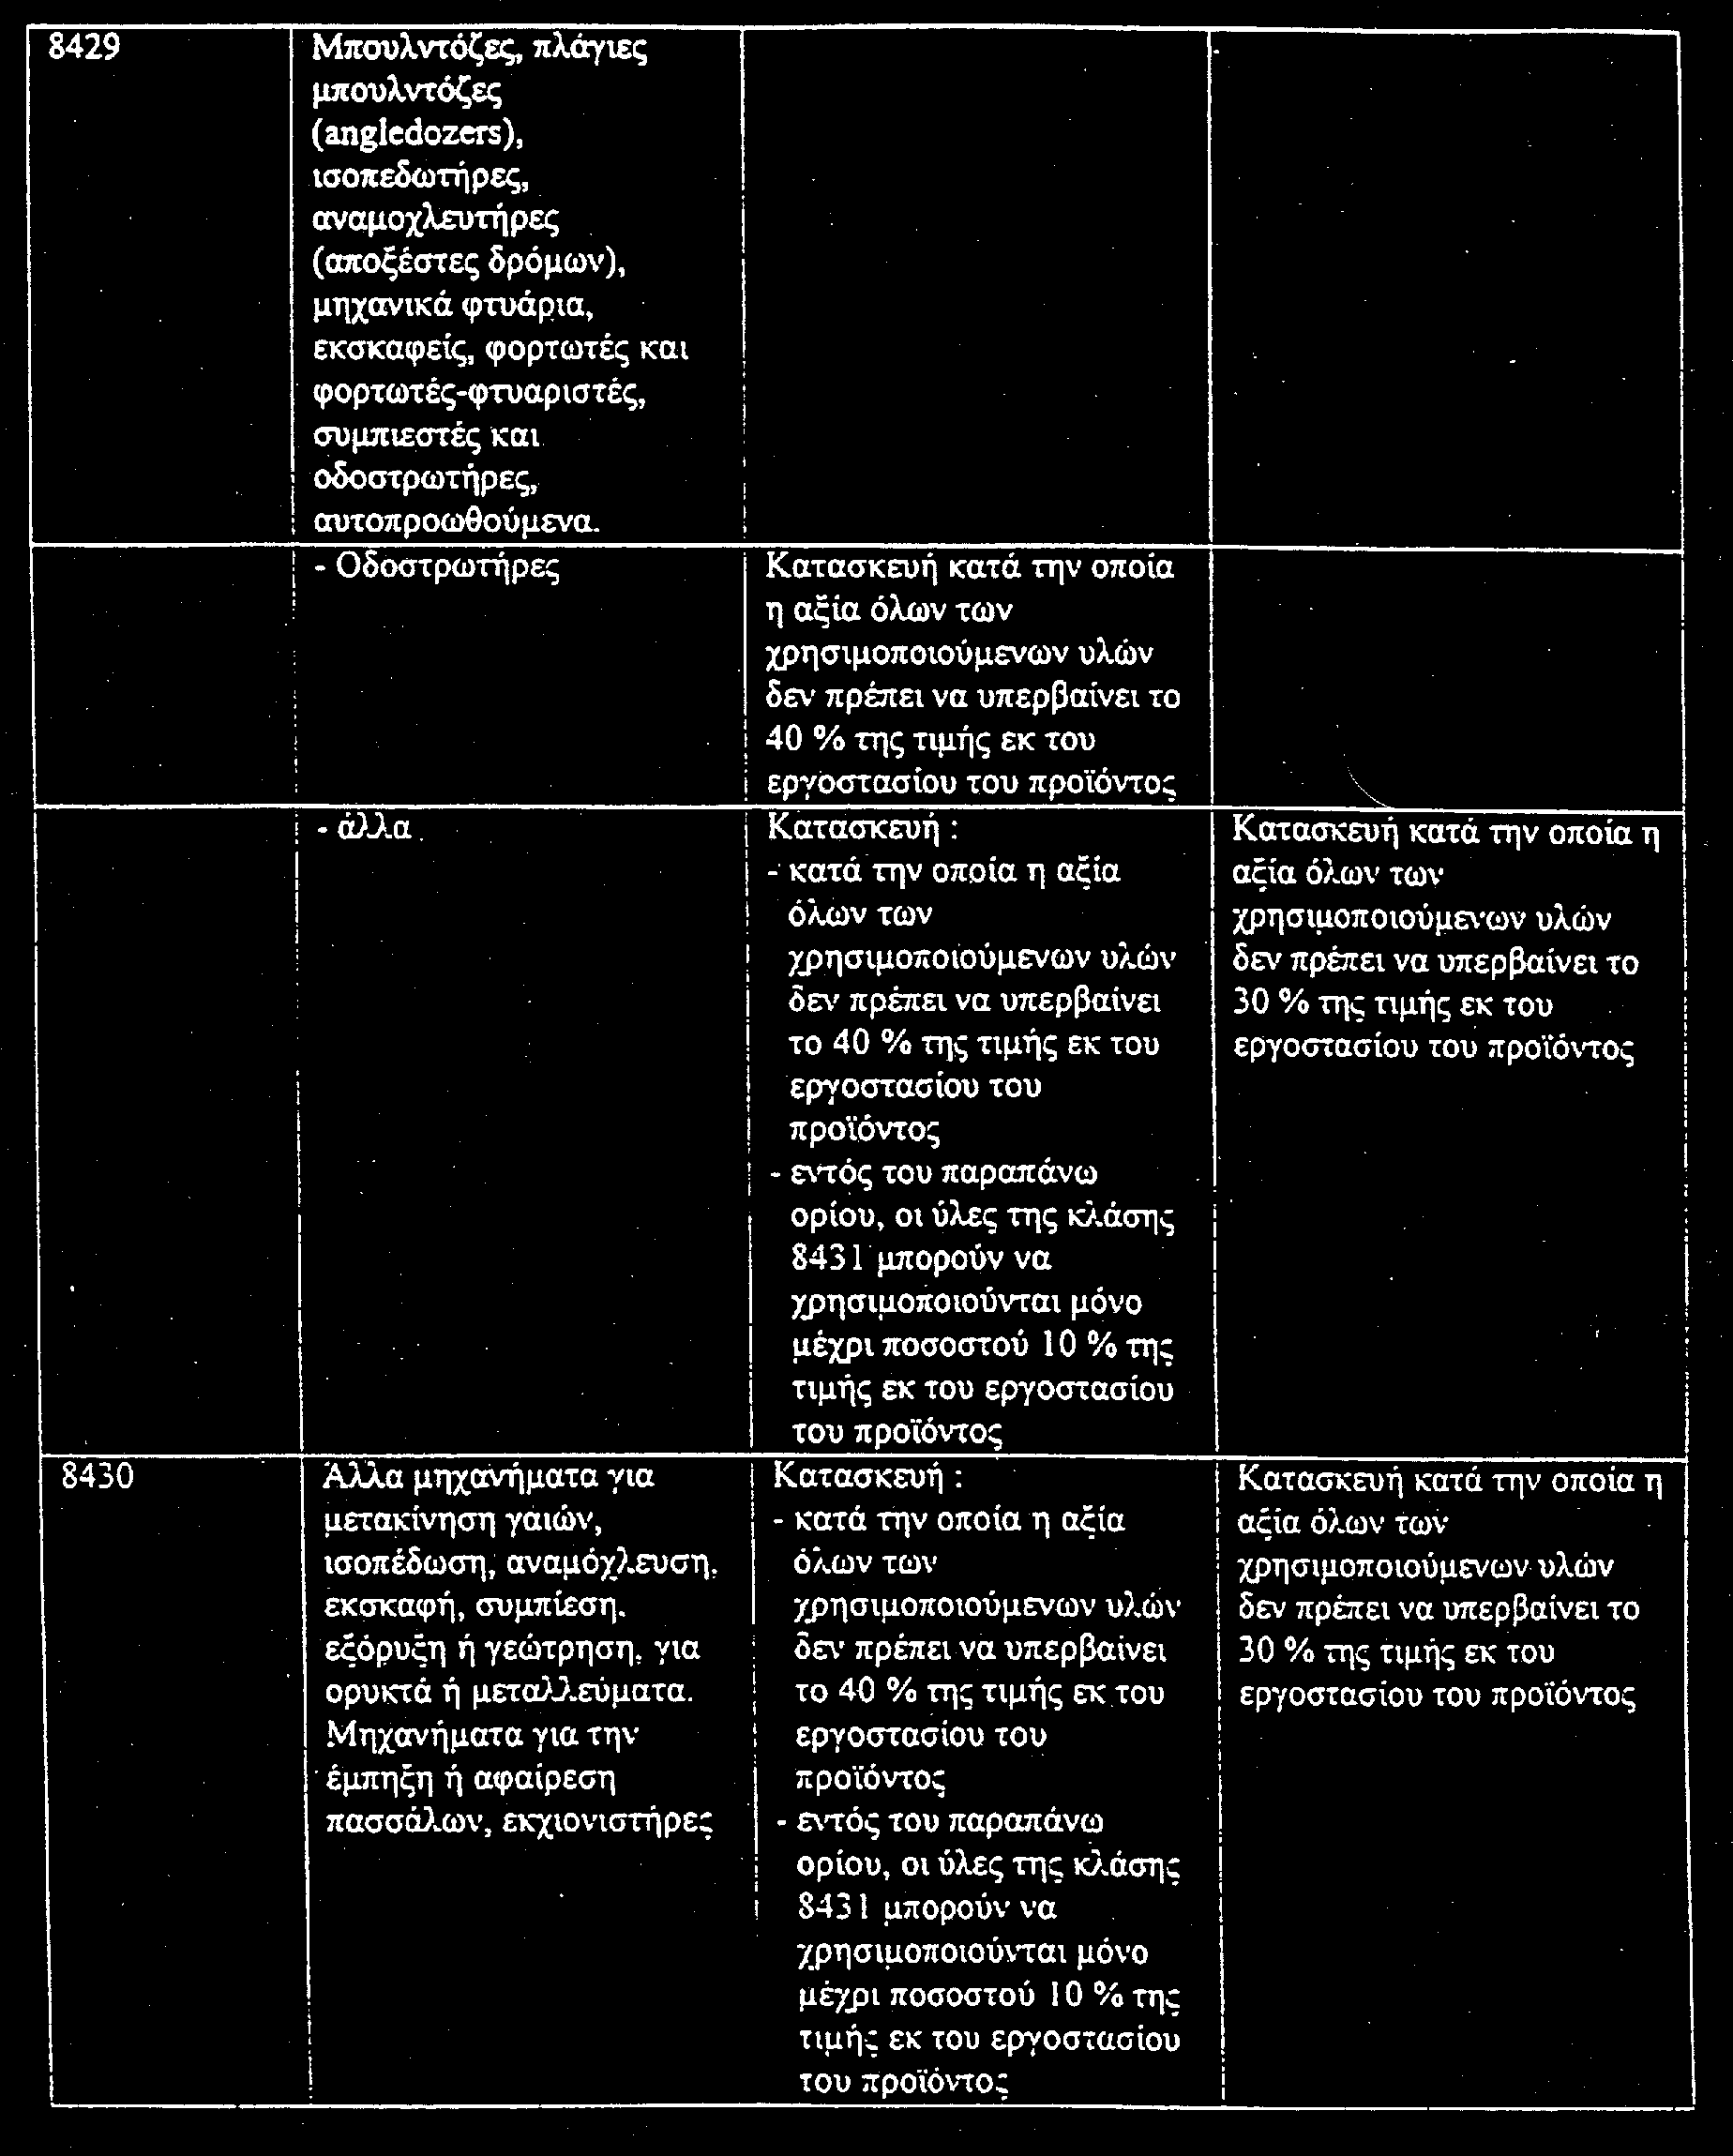 8429
Μπουλντόζες, πλάγιες
μπουλντόζες
(angledozers),
ισοπεδωτήρες,
αναμοχλευτήρες
(αποξέστες δρόμων),
μηχανικά φτυάρια,
εκσκαφείς, φορτωτές και
φορτωτές-φτυαριστές,
συμπιεστές και
οδοστρωτήρες,
αυτοπροωθούμενα.
- Οδοστρωτήρες
Κατασκευή κατά την οποία
η αξία όλων των
χρησιμοποιούμενων υλών
δεν πρέπει να υπερβαίνει το
40 % της τιμής εκ του
εργοστασίου του προϊόντος
- άλλα
Κατασκευή :
- κατά την οποία η αξία
όλων των
χρησιμοποιούμενων υλών
δεν πρέπει να υπερβαίνει
το 40 % της τιμής εκ του
εργοστασίου του
προϊόντος
- εντός του παραπάνω
ορίου, οι ύλες της κλάσης
8431 μπορούν να
χρησιμοποιούνται μόνο
μέχρι ποσοστού 10 % της
τιμής εκ του εργοστασίου
του προϊόντος
Κατασκευή κατά την οποία η
αξία όλων των
χρησιμοποιούμενων υλών
δεν πρέπει να υπερβαίνει το
30 % της τιμής εκ του
εργοστασίου του προϊόντος
8430
Άλλα μηχανήματα για
μετακίνηση γαιών,
ισοπέδωση, αναμόχλευση,
εκσκαφή, συμπίεση,
εξόρυξη ή γεώτρηση, για
ορυκτά ή μεταλλεύματα.
Μηχανήματα για την
έμπηξη ή αφαίρεση
πασσάλων, εκχιονιστήρες
Κατασκευή :
- κατά την οποία η αξία
όλων των
χρησιμοποιούμενων υλών
δεν πρέπει να υπερβαίνει
το 40 % της τιμής εκ του
εργοστασίου του
προϊόντος
- εντός του παραπάνω
ορίου, οι ύλες της κλάσης
8431 μπορούν να
χρησιμοποιούνται μόνο
μέχρι ποσοστού 10 % της
τιμής εκ του εργοστασίου
του προϊόντος
Κατασκευή κατά την οποία η
αξία όλων των
χρησιμοποιούμενων υλών
δεν πρέπει να υπερβαίνει το
30 % της τιμής εκ του
εργοστασίου του προϊόντος